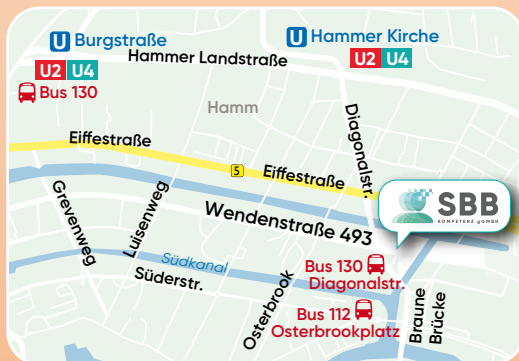 U Burgstraße
U2 U4
Bus 130
U Hammer Kirche
U2 U4
Hammer Landstraße
Hamm
Diagonalstr.
Eiffestraße
5
Eiffestraße
SBB
KOMPETENZ gGMBH
Grevenweg
Luisenweg
Wendenstraße 493
Südkanal
Süderstr.
Osterbrook
Bus 130
Diagonalstr.
Bus 112
Osterbrookplatz
Braune
Brücke